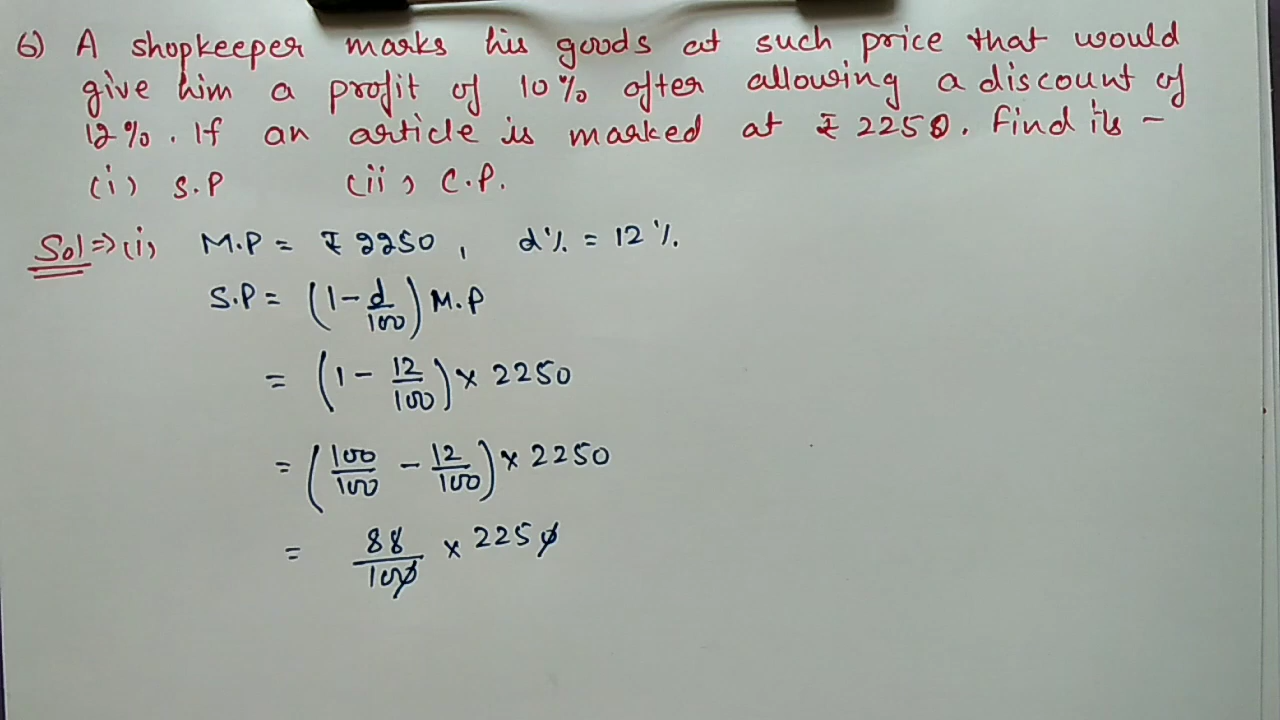 6) A shopkeeper marks his goods at such price that would
give him a profit of 10% after allowing a discount of
12%. If an article is marked at ₹ 2250. Find its -
(i) S.P (ii) C.P.
Sol⇒(i) M.P = ₹ 2250, d% = 12%.
S.P = (1 - d/100) M.P
= (1 - 12/100) × 2250
= (100/100 - 12/100) × 2250
= 88/100 × 2250